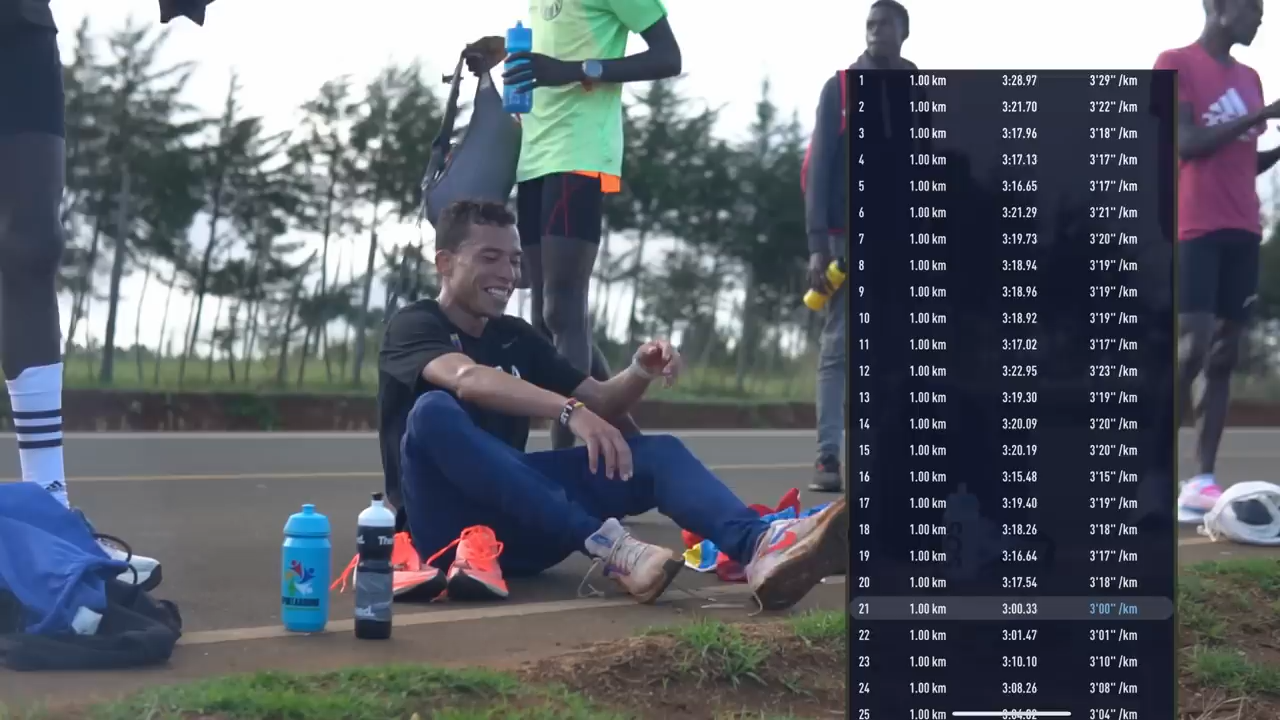 1 1.00 km 3:28.97 3'29" /km
2 1.00 km 3:21.70 3'22" /km
3 1.00 km 3:17.96 3'18" /km
4 1.00 km 3:17.13 3'17" /km
5 1.00 km 3:16.65 3'17" /km
6 1.00 km 3:21.29 3'21" /km
7 1.00 km 3:19.73 3'20" /km
8 1.00 km 3:18.94 3'19" /km
9 1.00 km 3:18.96 3'19" /km
10 1.00 km 3:18.92 3'19" /km
11 1.00 km 3:17.02 3'17" /km
12 1.00 km 3:22.95 3'23" /km
13 1.00 km 3:19.30 3'19" /km
14 1.00 km 3:20.09 3'20" /km
15 1.00 km 3:20.19 3'20" /km
16 1.00 km 3:15.48 3'15" /km
17 1.00 km 3:19.40 3'19" /km
18 1.00 km 3:18.26 3'18" /km
19 1.00 km 3:16.64 3'17" /km
20 1.00 km 3:17.54 3'18" /km
21 1.00 km 3:00.33 3'00" /km
22 1.00 km 3:01.47 3'01" /km
23 1.00 km 3:10.10 3'10" /km
24 1.00 km 3:08.26 3'08" /km
25 1.00 km 3'04" /km